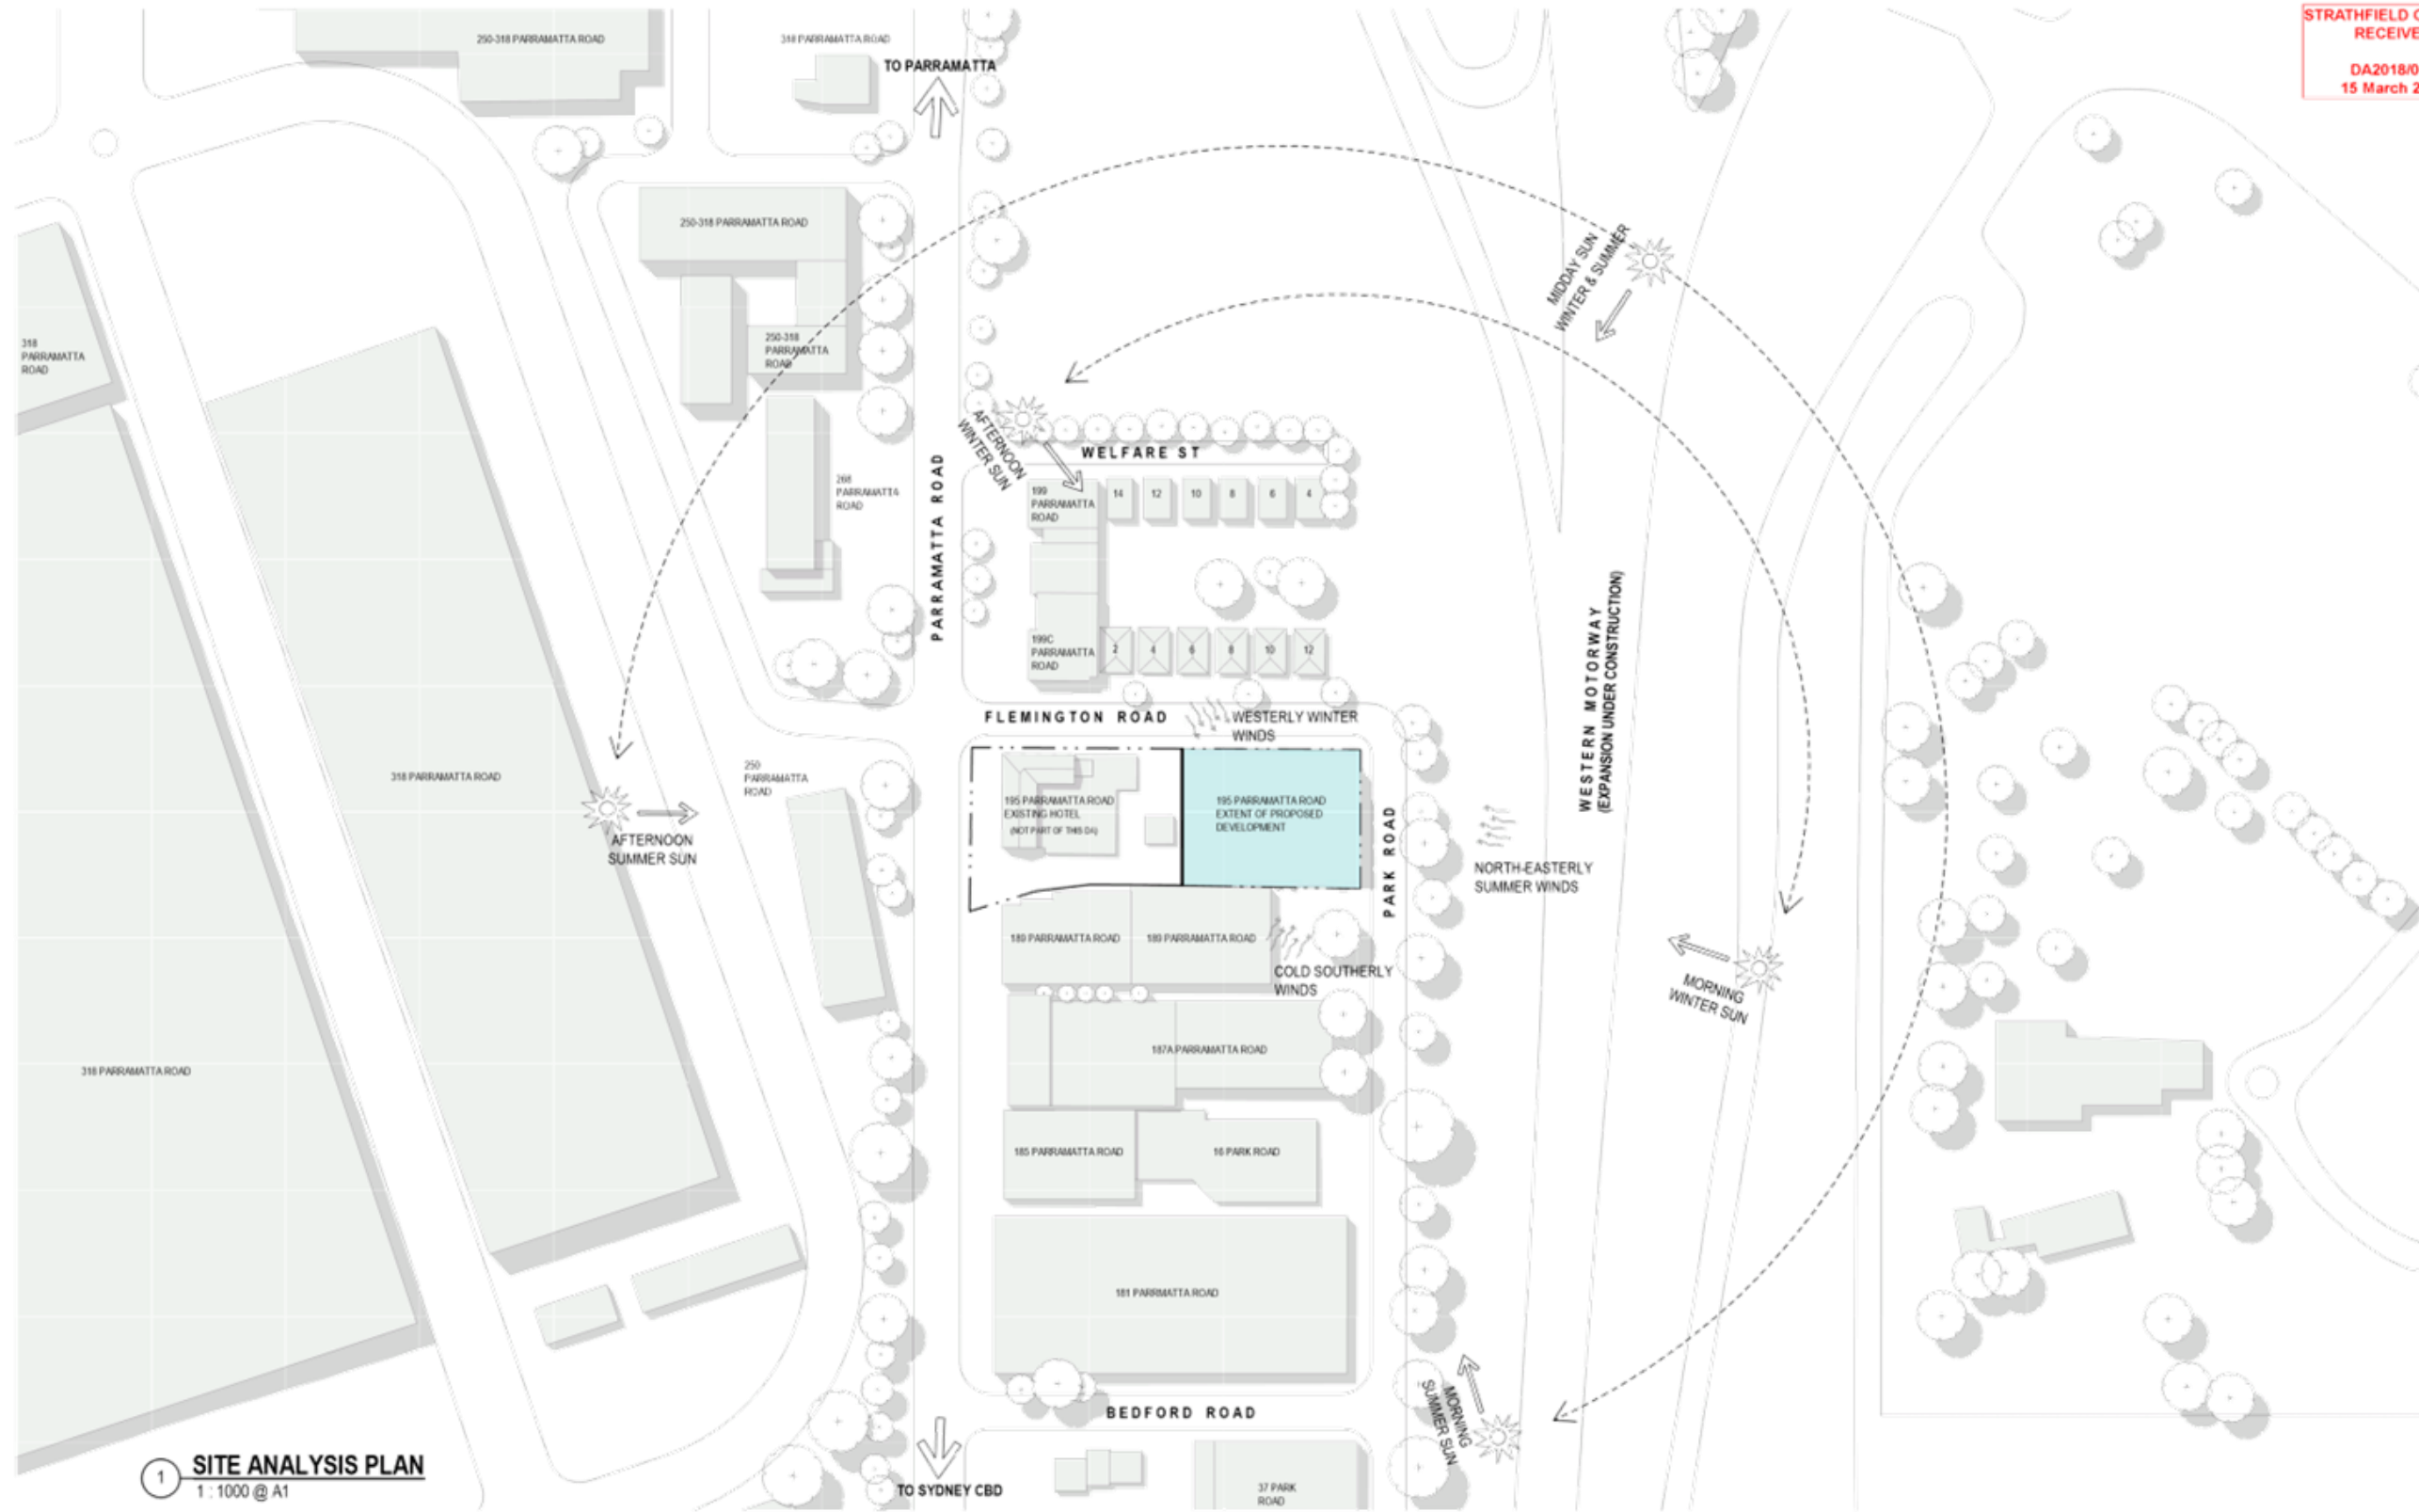 STRATHFIELD
RECEIVE
DA2018/0
15 March 2
250-318 PARRAMATTA ROAD
318 PARRAMATTA ROAD
TO PARRAMATTA
250-318 PARRAMATTA ROAD
MIDDAY SUN
WINTER & SUMMER
318
PARRAMATTA
ROAD
250-318
PARRAMATTA
ROAD
AFTERNOON
WINTER SUN
WELFARE ST
PARRAMATTA ROAD
268
PARRAMATTA
ROAD
199
PARRAMATTA
ROAD
14
12
10
8
6
4
199C
PARRAMATTA
ROAD
2
4
6
8
10
12
WESTERN MOTORWAY
(EXPANSION UNDER CONSTRUCTION)
FLEMINGTON ROAD
WESTERLY WINTER
WINDS
318 PARRAMATTA ROAD
250
PARRAMATTA
ROAD
195 PARRAMATTA ROAD
EXISTING HOTEL
(NOT PART OF THIS DA)
195 PARRAMATTA ROAD
EXTENT OF PROPOSED
DEVELOPMENT
PARK ROAD
AFTERNOON
SUMMER SUN
NORTH-EASTERLY
SUMMER WINDS
189 PARRAMATTA ROAD
189 PARRAMATTA ROAD
COLD SOUTHERLY
WINDS
MORNING
WINTER SUN
187A PARRAMATTA ROAD
318 PARRAMATTA ROAD
185 PARRAMATTA ROAD
16 PARK ROAD
181 PARRMATTA ROAD
MORNING
SUMMER SUN
BEDFORD ROAD
1
SITE ANALYSIS PLAN
1 : 1000 @ A1
TO SYDNEY CBD
37 PARK
ROAD